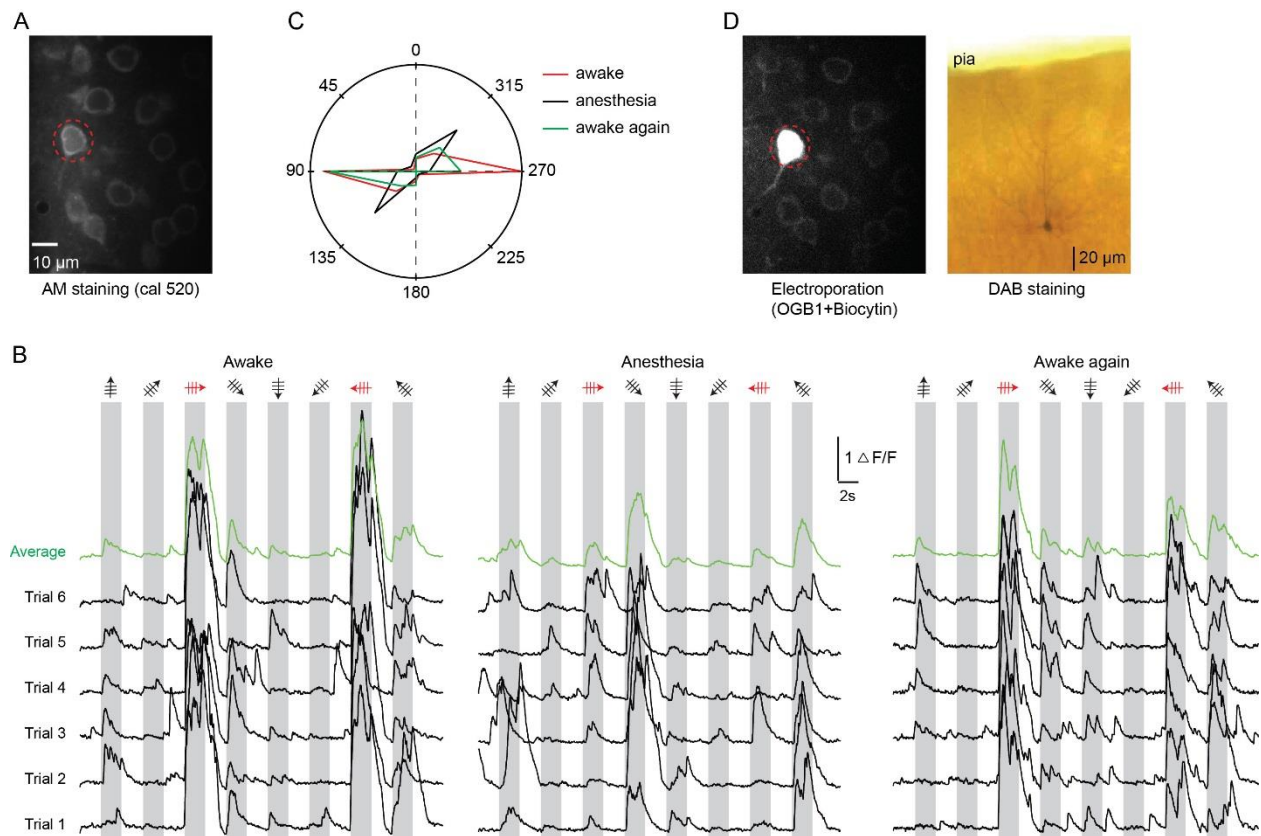 A
10 µm
AM staining (cal 520)
C
0
45
315
90
270
135
225
180
awake
anesthesia
awake again
D
pia
20 µm
Electroporation
(OGB1+Biocytin)
DAB staining
B
Awake
Anesthesia
Awake again
1 △F/F
2s
Average
Trial 6
Trial 5
Trial 4
Trial 3
Trial 2
Trial 1